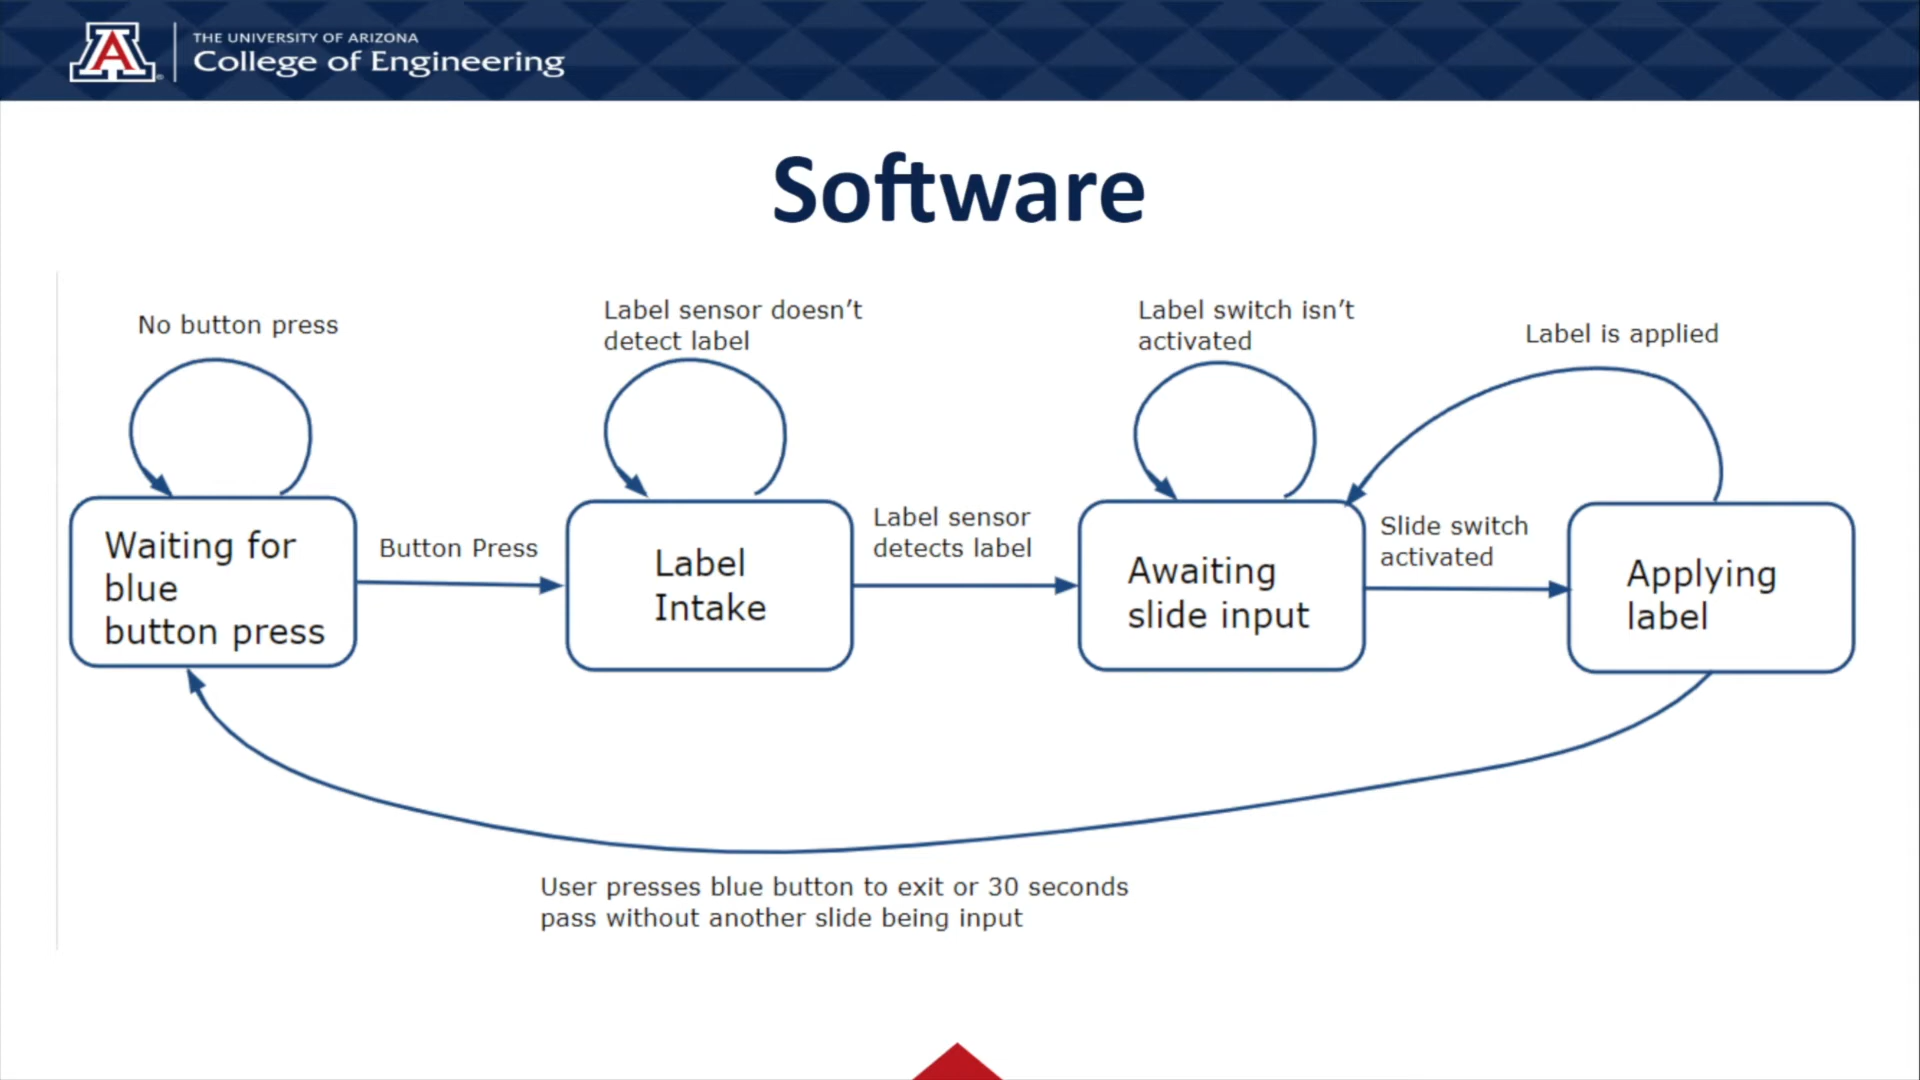 THE UNIVERSITY OF ARIZONA
College of Engineering
Software
No button press
Label sensor doesn’t
detect label
Label switch isn’t
activated
Label is applied
Waiting for
blue
button press
Button Press
Label
Intake
Label sensor
detects label
Awaiting
slide input
Slide switch
activated
Applying
label
User presses blue button to exit or 30 seconds
pass without another slide being input